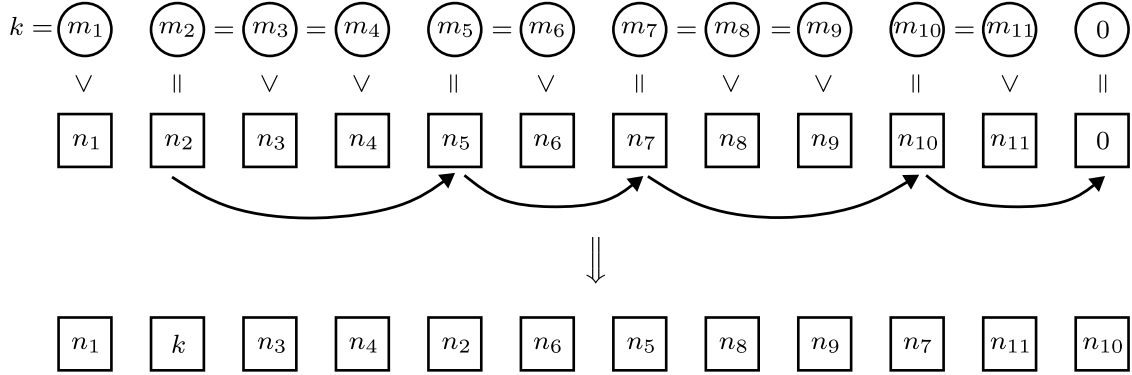 k = m₁ m₂ = m₃ = m₄ m₅ = m₆ m₇ = m₈ = m₉ m₁₀ = m₁₁ 0
∨ || ∨ ∨ || ∨ || ∨ ∨ || ∨ ||
n₁ n₂ n₃ n₄ n₅ n₆ n₇ n₈ n₉ n₁₀ n₁₁ 0
⇓
n₁ k n₃ n₄ n₂ n₆ n₅ n₈ n₉ n₇ n₁₁ n₁₀